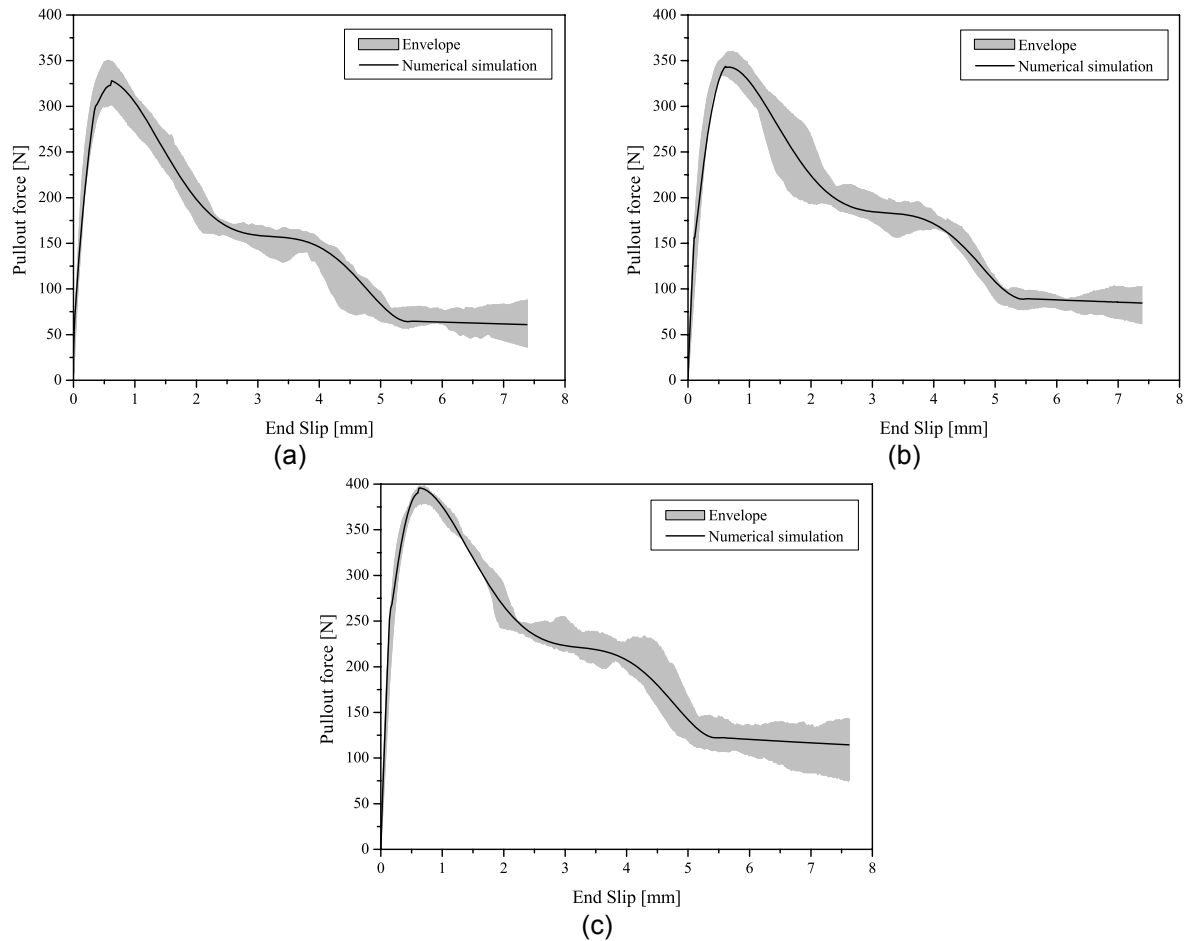 400
350
300
250
200
150
100
50
0
Pullout force [N]
Envelope
Numerical simulation
0 1 2 3 4 5 6 7 8
End Slip [mm]
(a)
400
350
300
250
200
150
100
50
0
Pullout force [N]
Envelope
Numerical simulation
0 1 2 3 4 5 6 7 8
End Slip [mm]
(b)
400
350
300
250
200
150
100
50
0
Pullout force [N]
Envelope
Numerical simulation
0 1 2 3 4 5 6 7 8
End Slip [mm]
(c)